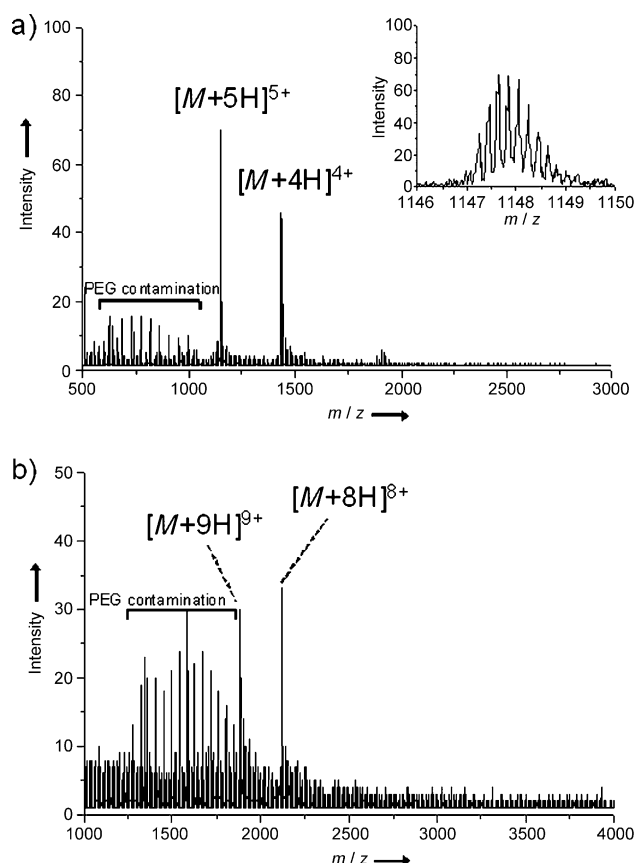 a)
100
80
60
40
20
0
Intensity
[M+5H]5+
[M+4H]4+
PEG contamination
500 1000 1500 2000 2500 3000
m / z
100
80
60
40
20
0
Intensity
1146 1147 1148 1149 1150
m / z
b)
50
40
30
20
10
0
Intensity
[M+9H]9+
[M+8H]8+
PEG contamination
1000 1500 2000 2500 3000 3500 4000
m / z